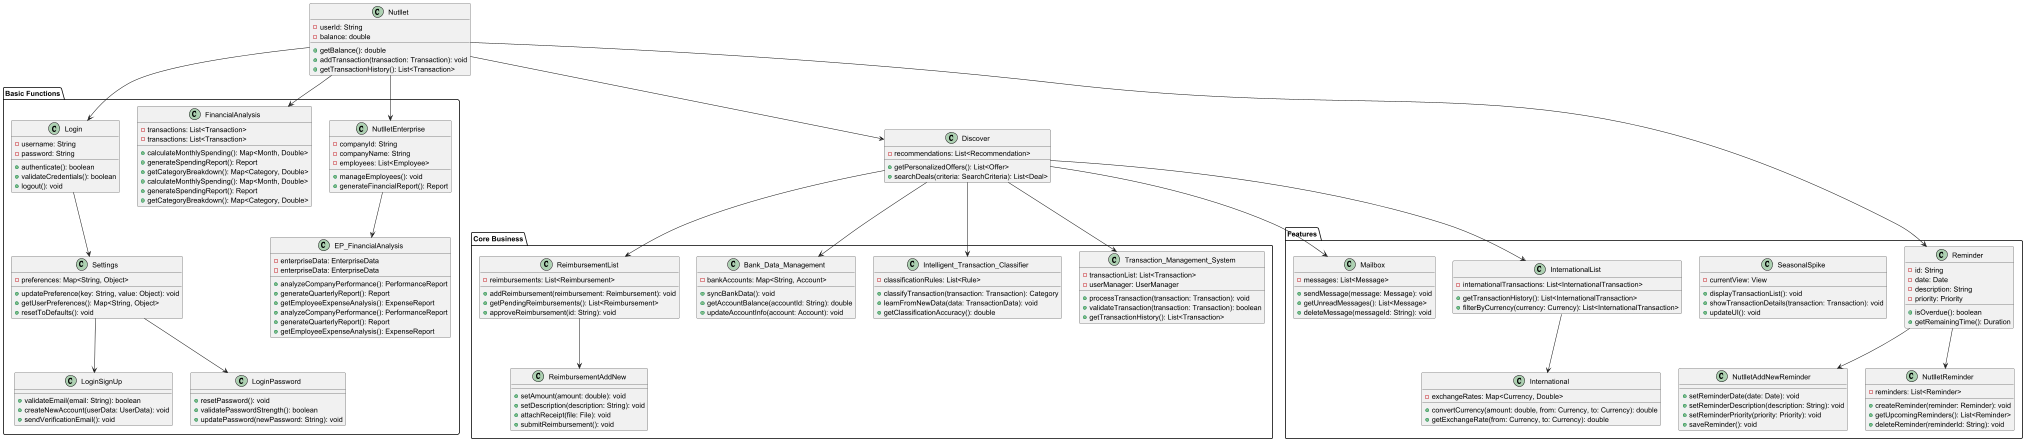 C Nutllet
userId: String
balance: double
getBalance(): double
addTransaction(transaction: Transaction): void
getTransactionHistory(): List<Transaction>
Basic Functions
C Login
username: String
password: String
authenticate(): boolean
validateCredentials(): boolean
logout(): void
C FinancialAnalysis
transactions: List<Transaction>
transactions: List<Transaction>
calculateMonthlySpending(): Map<Month, Double>
generateSpendingReport(): Report
getCategoryBreakdown(): Map<Category, Double>
calculateMonthlySpending(): Map<Month, Double>
generateSpendingReport(): Report
getCategoryBreakdown(): Map<Category, Double>
C NutlletEnterprise
companyId: String
companyName: String
employees: List<Employee>
manageEmployees(): void
generateFinancialReport(): Report
C Settings
preferences: Map<String, Object>
updatePreference(key: String, value: Object): void
getUserPreferences(): Map<String, Object>
resetToDefaults(): void
C EP_FinancialAnalysis
enterpriseData: EnterpriseData
enterpriseData: EnterpriseData
analyzeCompanyPerformance(): PerformanceReport
generateQuarterlyReport(): Report
getEmployeeExpenseAnalysis(): ExpenseReport
analyzeCompanyPerformance(): PerformanceReport
generateQuarterlyReport(): Report
getEmployeeExpenseAnalysis(): ExpenseReport
C LoginSignUp
validateEmail(email: String): boolean
createNewAccount(userData: UserData): void
sendVerificationEmail(): void
C LoginPassword
resetPassword(): void
validatePasswordStrength(): boolean
updatePassword(newPassword: String): void
C Discover
recommendations: List<Recommendation>
getPersonalizedOffers(): List<Offer>
searchDeals(criteria: SearchCriteria): List<Deal>
Core Business
C ReimbursementList
reimbursements: List<Reimbursement>
addReimbursement(reimbursement: Reimbursement): void
getPendingReimbursements(): List<Reimbursement>
approveReimbursement(id: String): void
C Bank_Data_Management
bankAccounts: Map<String, Account>
syncBankData(): void
getAccountBalance(accountId: String): double
updateAccountInfo(account: Account): void
C Intelligent_Transaction_Classifier
classificationRules: List<Rule>
classifyTransaction(transaction: Transaction): Category
learnFromNewData(data: TransactionData): void
getClassificationAccuracy(): double
C Transaction_Management_System
transactionList: List<Transaction>
userManager: UserManager
processTransaction(transaction: Transaction): void
validateTransaction(transaction: Transaction): boolean
getTransactionHistory(): List<Transaction>
C ReimbursementAddNew
setAmount(amount: double): void
setDescription(description: String): void
attachReceipt(file: File): void
submitReimbursement(): void
Features
C Mailbox
messages: List<Message>
sendMessage(message: Message): void
getUnreadMessages(): List<Message>
deleteMessage(messageId: String): void
C InternationalList
internationalTransactions: List<InternationalTransaction>
getTransactionHistory(): List<InternationalTransaction>
filterByCurrency(currency: Currency): List<InternationalTransaction>
C SeasonalSpike
currentView: View
displayTransactionList(): void
showTransactionDetails(transaction: Transaction): void
updateUI(): void
C Reminder
id: String
date: Date
description: String
priority: Priority
isOverdue(): boolean
getRemainingTime(): Duration
C International
exchangeRates: Map<Currency, Double>
convertCurrency(amount: double, from: Currency, to: Currency): double
getExchangeRate(from: Currency, to: Currency): double
C NutlletAddNewReminder
setReminderDate(date: Date): void
setReminderDescription(description: String): void
setReminderPriority(priority: Priority): void
saveReminder(): void
C NutlletReminder
reminders: List<Reminder>
createReminder(reminder: Reminder): void
getUpcomingReminders(): List<Reminder>
deleteReminder(reminderId: String): void